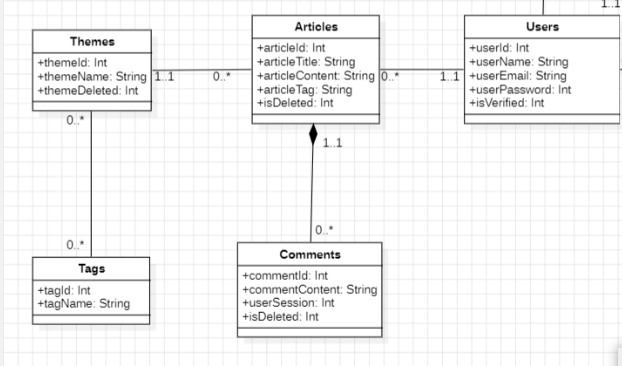 1..1
Themes
+themeId: Int
+themeName: String
+themeDeleted: Int
1..1
0..*
Articles
+articleId: Int
+articleTitle: String
+articleContent: String
+articleTag: String
+isDeleted: Int
0..*
1..1
Users
+userId: Int
+userName: String
+userEmail: String
+userPassword: Int
+isVerified: Int
0..*
1..1
0..*
0..*
Tags
+tagId: Int
+tagName: String
Comments
+commentId: Int
+commentContent: String
+userSession: Int
+isDeleted: Int